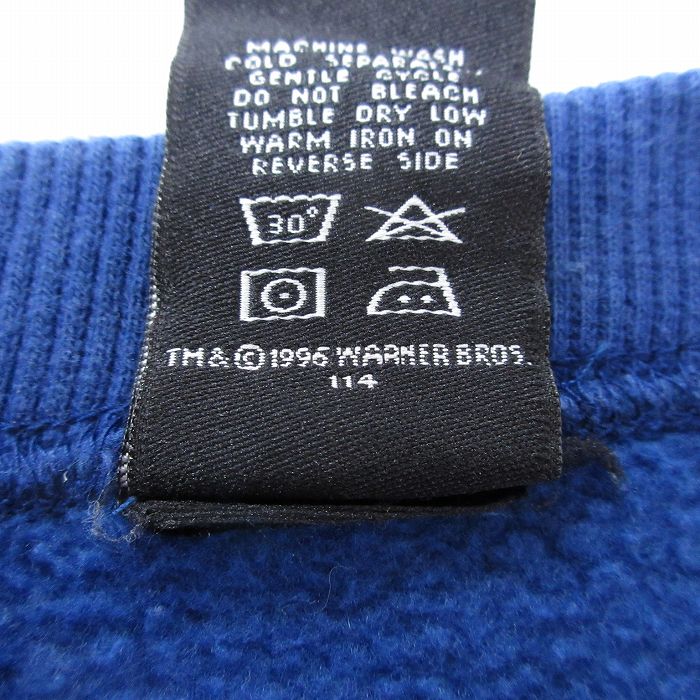 MACHINE WASH
COLD SEPARATELY
GENTLE CYCLE
DO NOT BLEACH
TUMBLE DRY LOW
WARM IRON ON
REVERSE SIDE
30°
TM & © 1996 WARNER BROS.
114